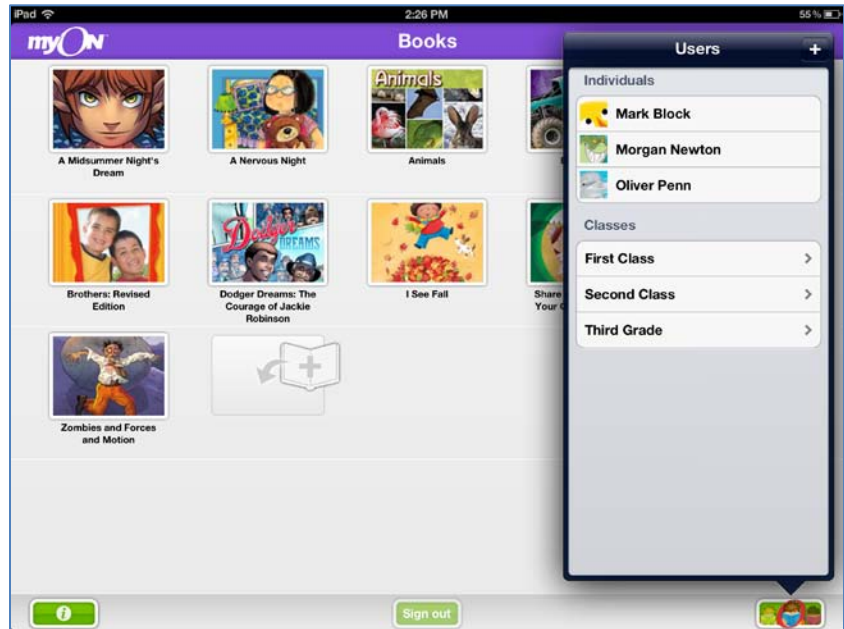 iPad
2:26 PM
55 %
myON
Books
Users
+
Individuals
Mark Block
Morgan Newton
Oliver Penn
Classes
First Class
Second Class
Third Grade
Animals
A Midsummer Night's
Dream
A Nervous Night
Animals
Dodger
DREAMS
Brothers: Revised
Edition
Dodger Dreams: The
Courage of Jackie
Robinson
I See Fall
Share
Your
Zombies and Forces
and Motion
i
Sign out